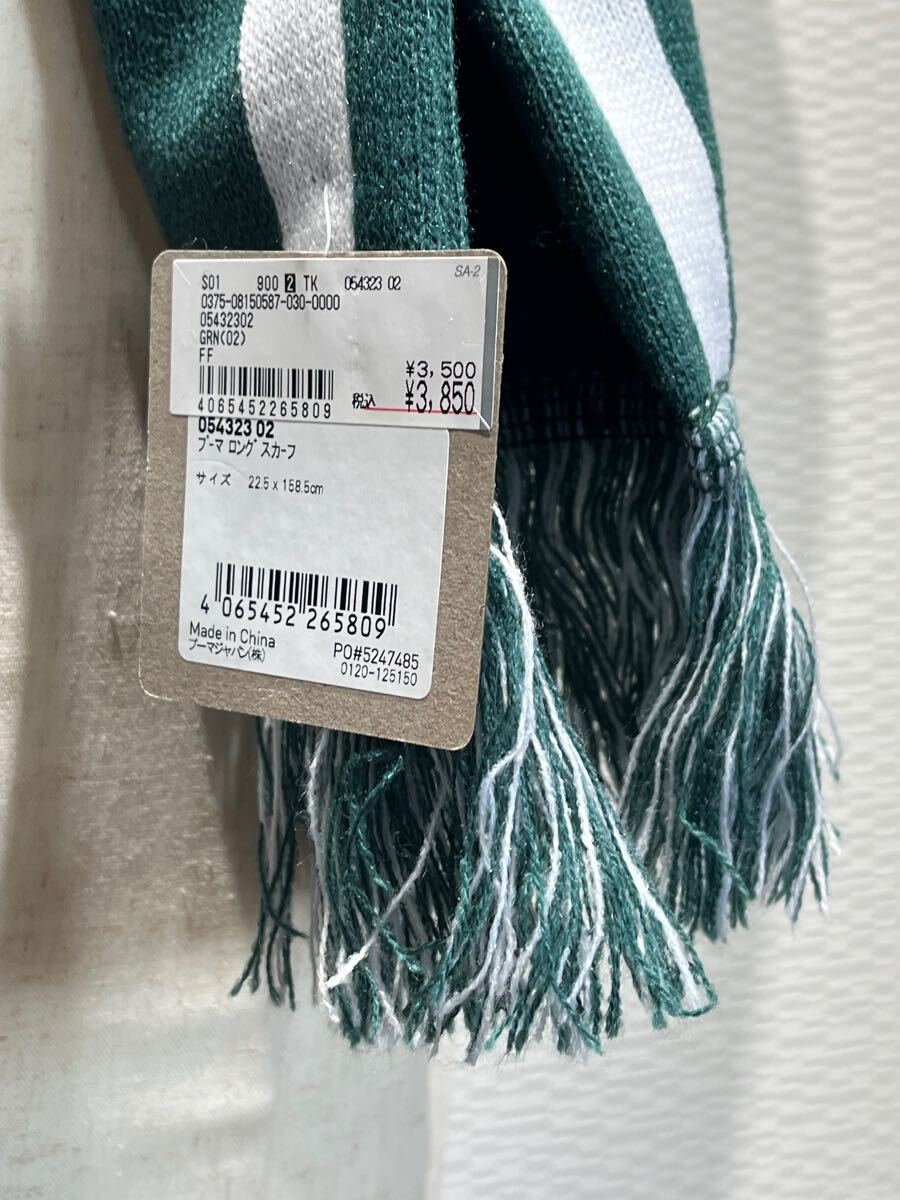 SA-2
S01 900 2 TK 054323 02
0375-08150587-030-0000
05432302
GRN(02)
FF
¥3,500
税込 ¥3,850
4065452265809
054323 02
プーマ ロングスカーフ
サイズ 22.5 x 158.5cm
4 065452 265809
Made in China
プーマジャパン(株)
PO#5247485
0120-125150